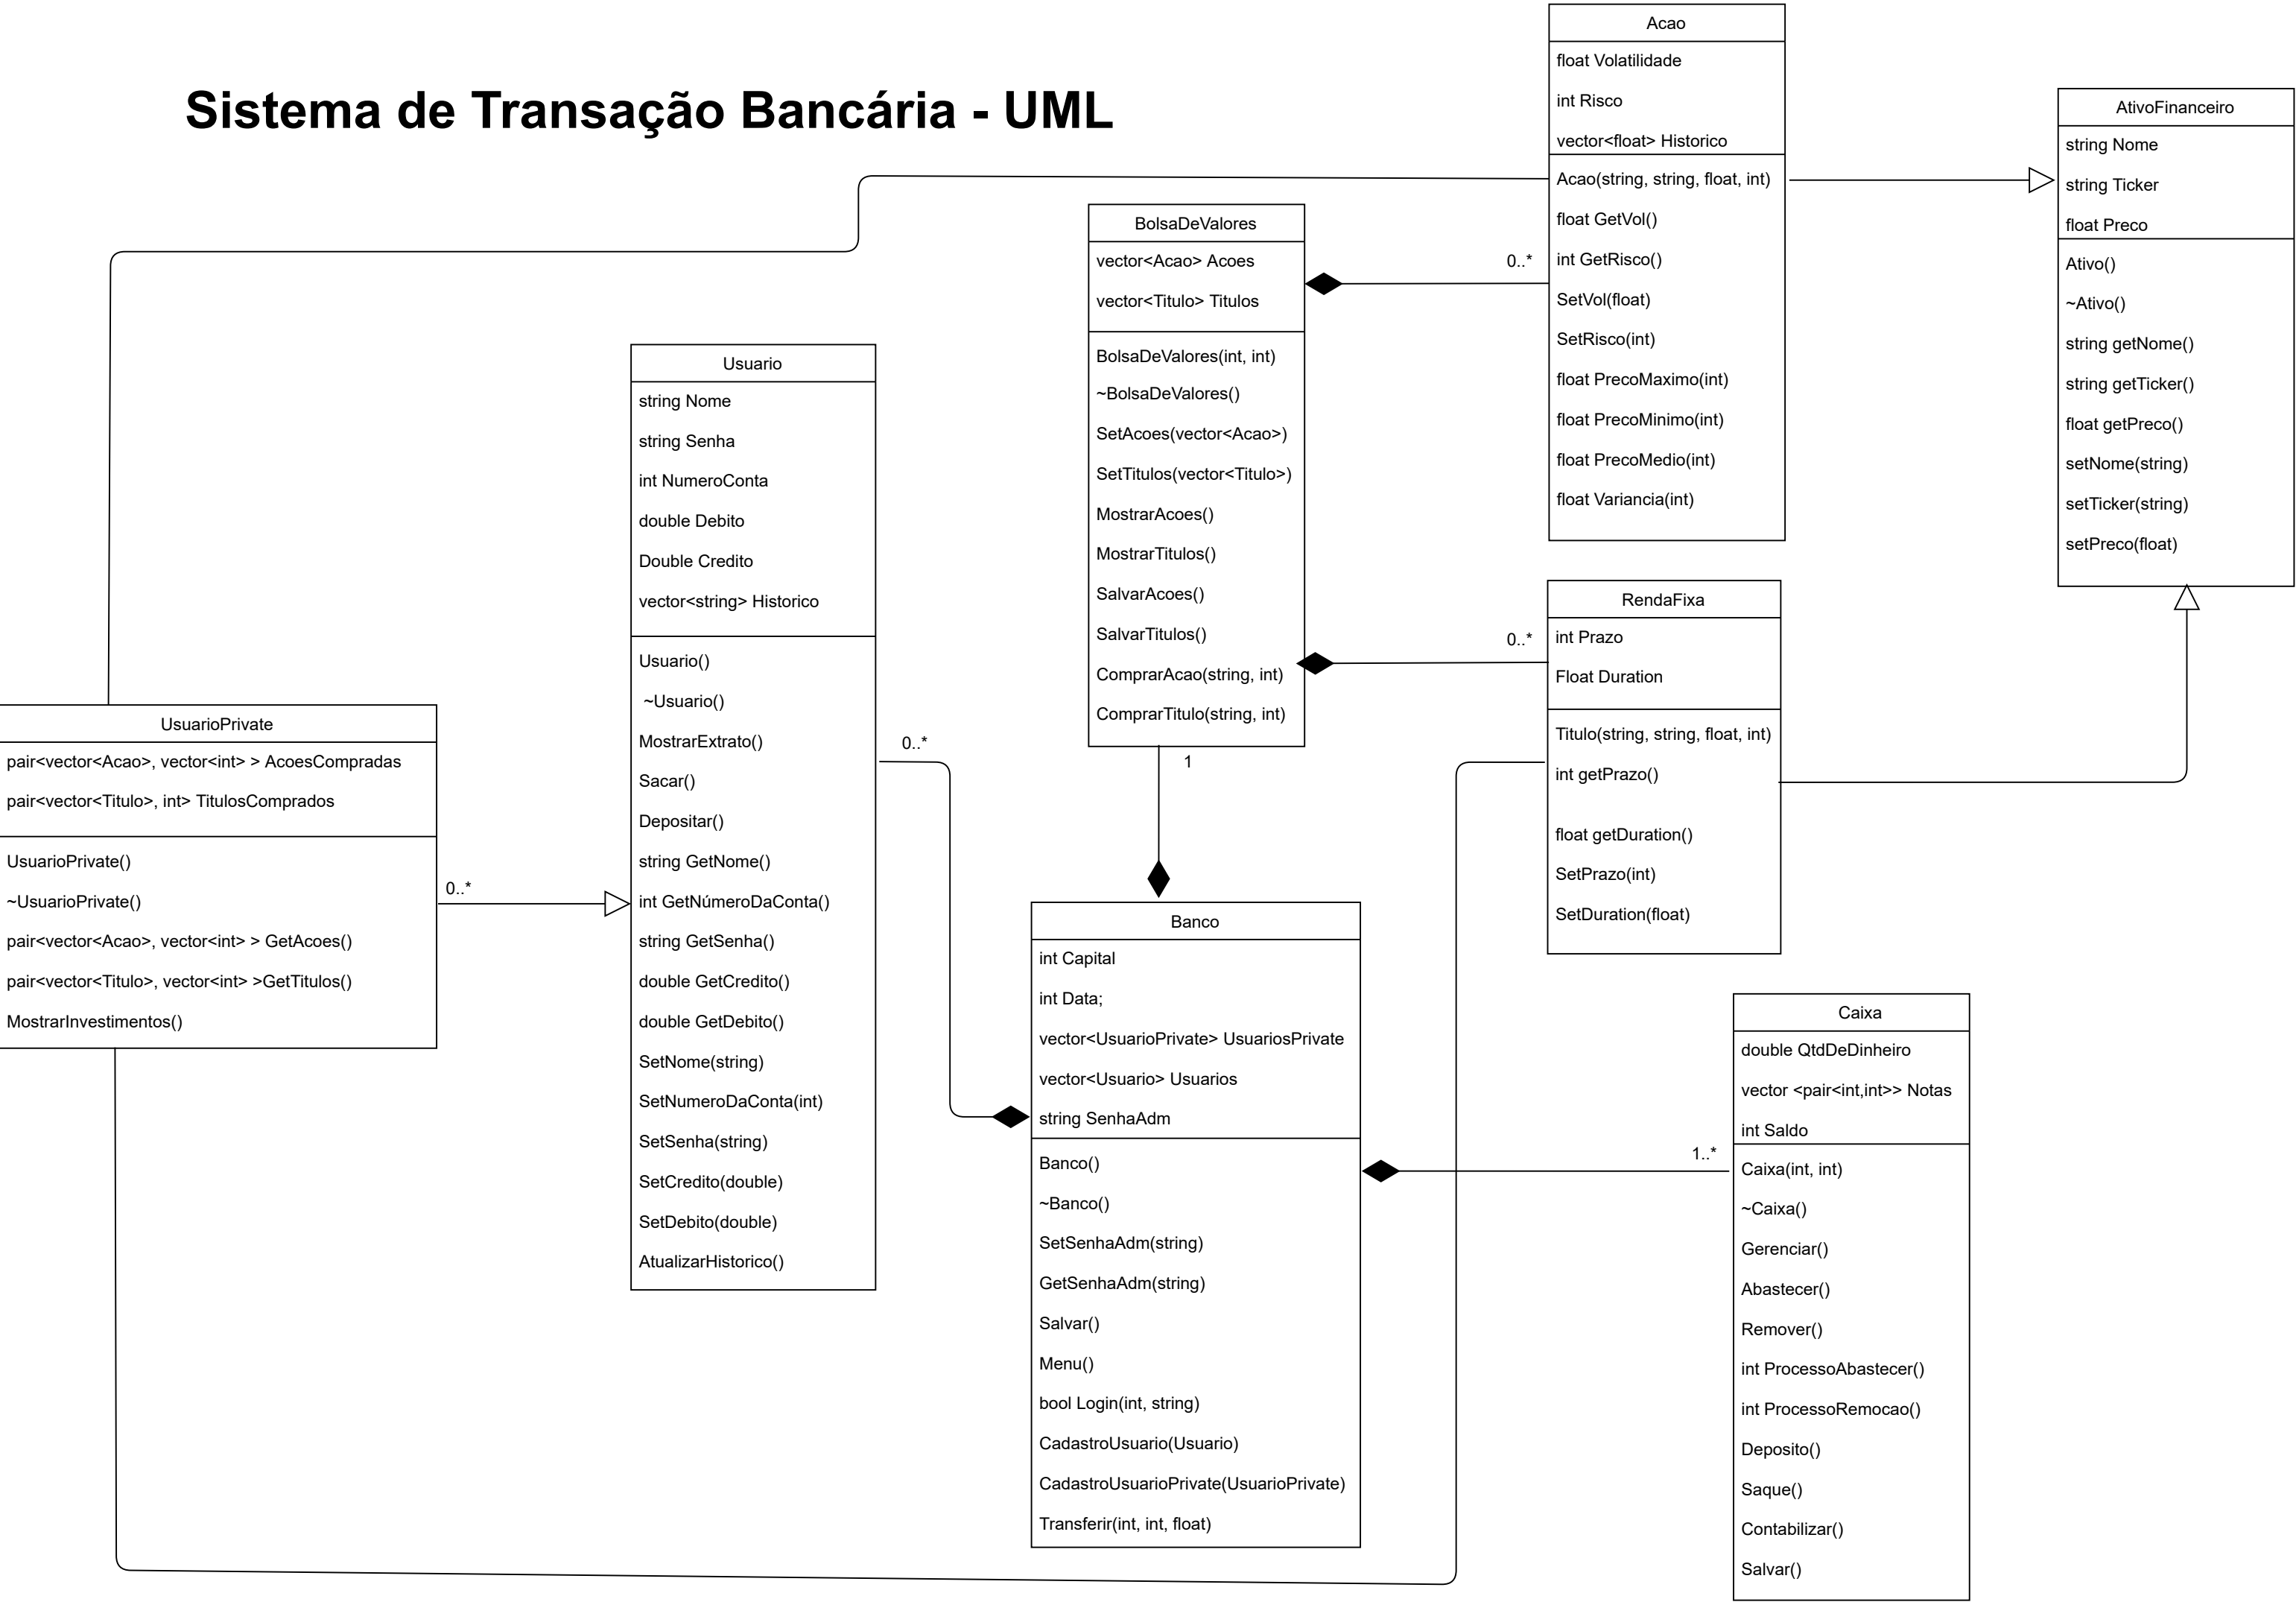 Sistema de Transação Bancária - UML
Acao
float Volatilidade
int Risco
vector<float> Historico
Acao(string, string, float, int)
float GetVol()
int GetRisco()
SetVol(float)
SetRisco(int)
float PrecoMaximo(int)
float PrecoMinimo(int)
float PrecoMedio(int)
float Variancia(int)
AtivoFinanceiro
string Nome
string Ticker
float Preco
Ativo()
~Ativo()
string getNome()
string getTicker()
float getPreco()
setNome(string)
setTicker(string)
setPreco(float)
BolsaDeValores
vector<Acao> Acoes
vector<Titulo> Titulos
BolsaDeValores(int, int)
~BolsaDeValores()
SetAcoes(vector<Acao>)
SetTitulos(vector<Titulo>)
MostrarAcoes()
MostrarTitulos()
SalvarAcoes()
SalvarTitulos()
ComprarAcao(string, int)
ComprarTitulo(string, int)
0..*
0..*
1
Usuario
string Nome
string Senha
int NumeroConta
double Debito
Double Credito
vector<string> Historico
Usuario()
~Usuario()
MostrarExtrato()
Sacar()
Depositar()
string GetNome()
int GetNúmeroDaConta()
string GetSenha()
double GetCredito()
double GetDebito()
SetNome(string)
SetNumeroDaConta(int)
SetSenha(string)
SetCredito(double)
SetDebito(double)
AtualizarHistorico()
0..*
RendaFixa
int Prazo
Float Duration
Titulo(string, string, float, int)
int getPrazo()
float getDuration()
SetPrazo(int)
SetDuration(float)
UsuarioPrivate
pair<vector<Acao>, vector<int> > AcoesCompradas
pair<vector<Titulo>, int> TitulosComprados
UsuarioPrivate()
~UsuarioPrivate()
pair<vector<Acao>, vector<int> > GetAcoes()
pair<vector<Titulo>, vector<int> >GetTitulos()
MostrarInvestimentos()
0..*
Banco
int Capital
int Data;
vector<UsuarioPrivate> UsuariosPrivate
vector<Usuario> Usuarios
string SenhaAdm
Banco()
~Banco()
SetSenhaAdm(string)
GetSenhaAdm(string)
Salvar()
Menu()
bool Login(int, string)
CadastroUsuario(Usuario)
CadastroUsuarioPrivate(UsuarioPrivate)
Transferir(int, int, float)
1..*
Caixa
double QtdDeDinheiro
vector <pair<int,int>> Notas
int Saldo
Caixa(int, int)
~Caixa()
Gerenciar()
Abastecer()
Remover()
int ProcessoAbastecer()
int ProcessoRemocao()
Deposito()
Saque()
Contabilizar()
Salvar()